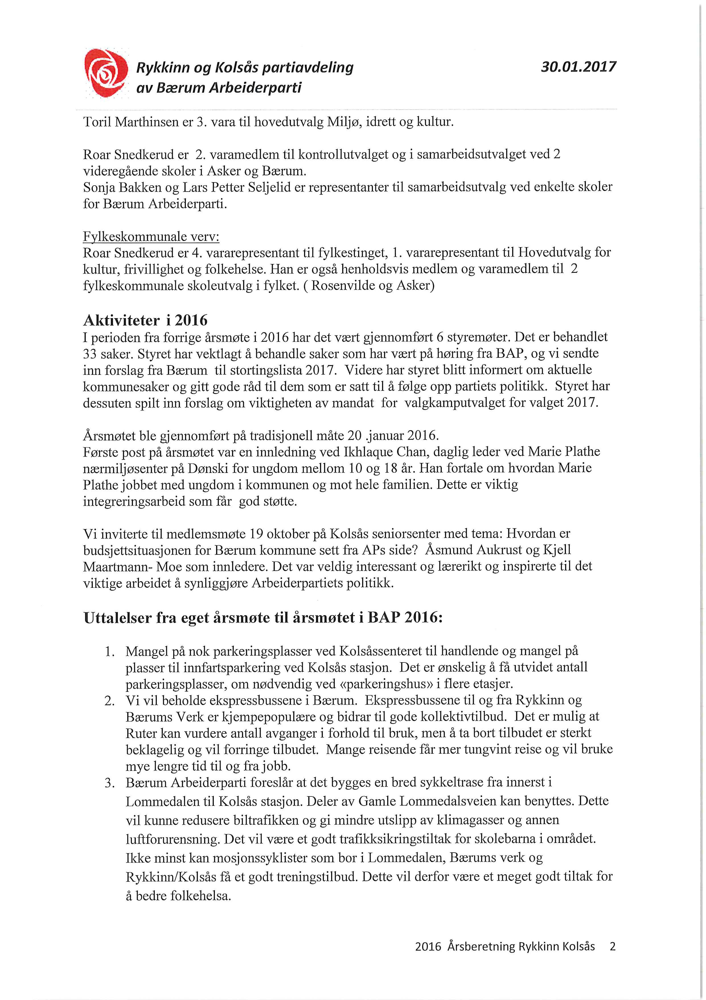 Rykkinn og Kolsås partiavdeling
av Bærum Arbeiderparti
30.01.2017
Toril Marthinsen er 3. vara til hovedutvalg Miljø, idrett og kultur.
Roar Snedkerud er  2. varamedlem til kontrollutvalget og i samarbeidsutvalget ved 2
videregående skoler i Asker og Bærum.
Sonja Bakken og Lars Petter Seljelid er representanter til samarbeidsutvalg ved enkelte skoler
for Bærum Arbeiderparti.
Fylkeskommunale verv:
Roar Snedkerud er 4. vararepresentant til fylkestinget, 1. vararepresentant til Hovedutvalg for
kultur, frivillighet og folkehelse. Han er også henholdsvis medlem og varamedlem til  2
fylkeskommunale skoleutvalg i fylket. ( Rosenvilde og Asker)
Aktiviteter  i 2016
I perioden fra forrige årsmøte i 2016 har det vært gjennomført 6 styremøter. Det er behandlet
33 saker. Styret har vektlagt å behandle saker som har vært på høring fra BAP, og vi sendte
inn forslag fra Bærum  til stortingslista 2017.  Videre har styret blitt informert om aktuelle
kommunesaker og gitt gode råd til dem som er satt til å følge opp partiets politikk.  Styret har
dessuten spilt inn forslag om viktigheten av mandat  for  valgkamputvalget for valget 2017.
Årsmøtet ble gjennomført på tradisjonell måte 20 .januar 2016.
Første post på årsmøtet var en innledning ved Ikhlaque Chan, daglig leder ved Marie Plathe
nærmiljøsenter på Dønski for ungdom mellom 10 og 18 år. Han fortale om hvordan Marie
Plathe jobbet med ungdom i kommunen og mot hele familien. Dette er viktig
integreringsarbeid som får  god støtte.
Vi inviterte til medlemsmøte 19 oktober på Kolsås seniorsenter med tema: Hvordan er
budsjettsituasjonen for Bærum kommune sett fra APs side?  Åsmund Aukrust og Kjell
Maartmann- Moe som innledere. Det var veldig interessant og lærerikt og inspirerte til det
viktige arbeidet å synliggjøre Arbeiderpartiets politikk.
Uttalelser fra eget årsmøte til årsmøtet i BAP 2016:
1. Mangel på nok parkeringsplasser ved Kolsåssenteret til handlende og mangel på
plasser til innfartsparkering ved Kolsås stasjon.  Det er ønskelig å få utvidet antall
parkeringsplasser, om nødvendig ved «parkeringshus» i flere etasjer.
2. Vi vil beholde ekspressbussene i Bærum.  Ekspressbussene til og fra Rykkinn og
Bærums Verk er kjempepopulære og bidrar til gode kollektivtilbud.  Det er mulig at
Ruter kan vurdere antall avganger i forhold til bruk, men å ta bort tilbudet er sterkt
beklagelig og vil forringe tilbudet.  Mange reisende får mer tungvint reise og vil bruke
mye lengre tid til og fra jobb.
3. Bærum Arbeiderparti foreslår at det bygges en bred sykkeltrase fra innerst i
Lommedalen til Kolsås stasjon. Deler av Gamle Lommedalsveien kan benyttes. Dette
vil kunne redusere biltrafikken og gi mindre utslipp av klimagasser og annen
luftforurensning. Det vil være et godt trafikksikringstiltak for skolebarna i området.
Ikke minst kan mosjonssyklister som bor i Lommedalen, Bærums verk og
Rykkinn/Kolsås få et godt treningstilbud. Dette vil derfor være et meget godt tiltak for
å bedre folkehelsa.
2016  Årsberetning Rykkinn Kolsås    2